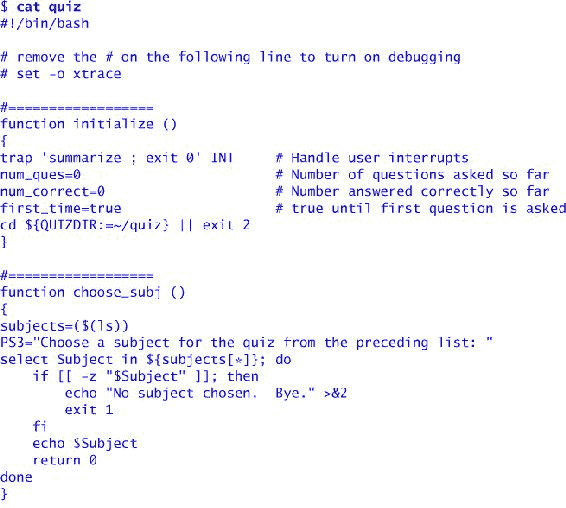 $ cat quiz
#!/bin/bash

# remove the # on the following line to turn on debugging
# set -o xtrace

#==================
function initialize ()
{
trap 'summarize ; exit 0' INT     # Handle user interrupts
num_ques=0                        # Number of questions asked so far
num_correct=0                     # Number answered correctly so far
first_time=true                   # true until first question is asked
cd ${QUIZDIR:=~/quiz} || exit 2
}

#==================
function choose_subj ()
{
subjects=($(ls))
PS3="Choose a subject for the quiz from the preceding list: "
select Subject in ${subjects[*]}; do
    if [[ -z "$Subject" ]]; then
        echo "No subject chosen.  Bye." >&2
        exit 1
    fi
    echo $Subject
    return 0
done
}